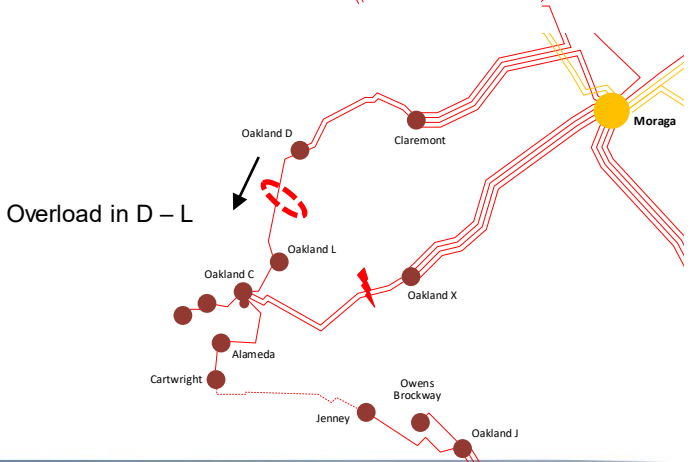 Moraga
Oakland D
Claremont
Overload in D – L
Oakland L
Oakland C
Oakland X
Alameda
Cartwright
Owens
Brockway
Jenney
Oakland J